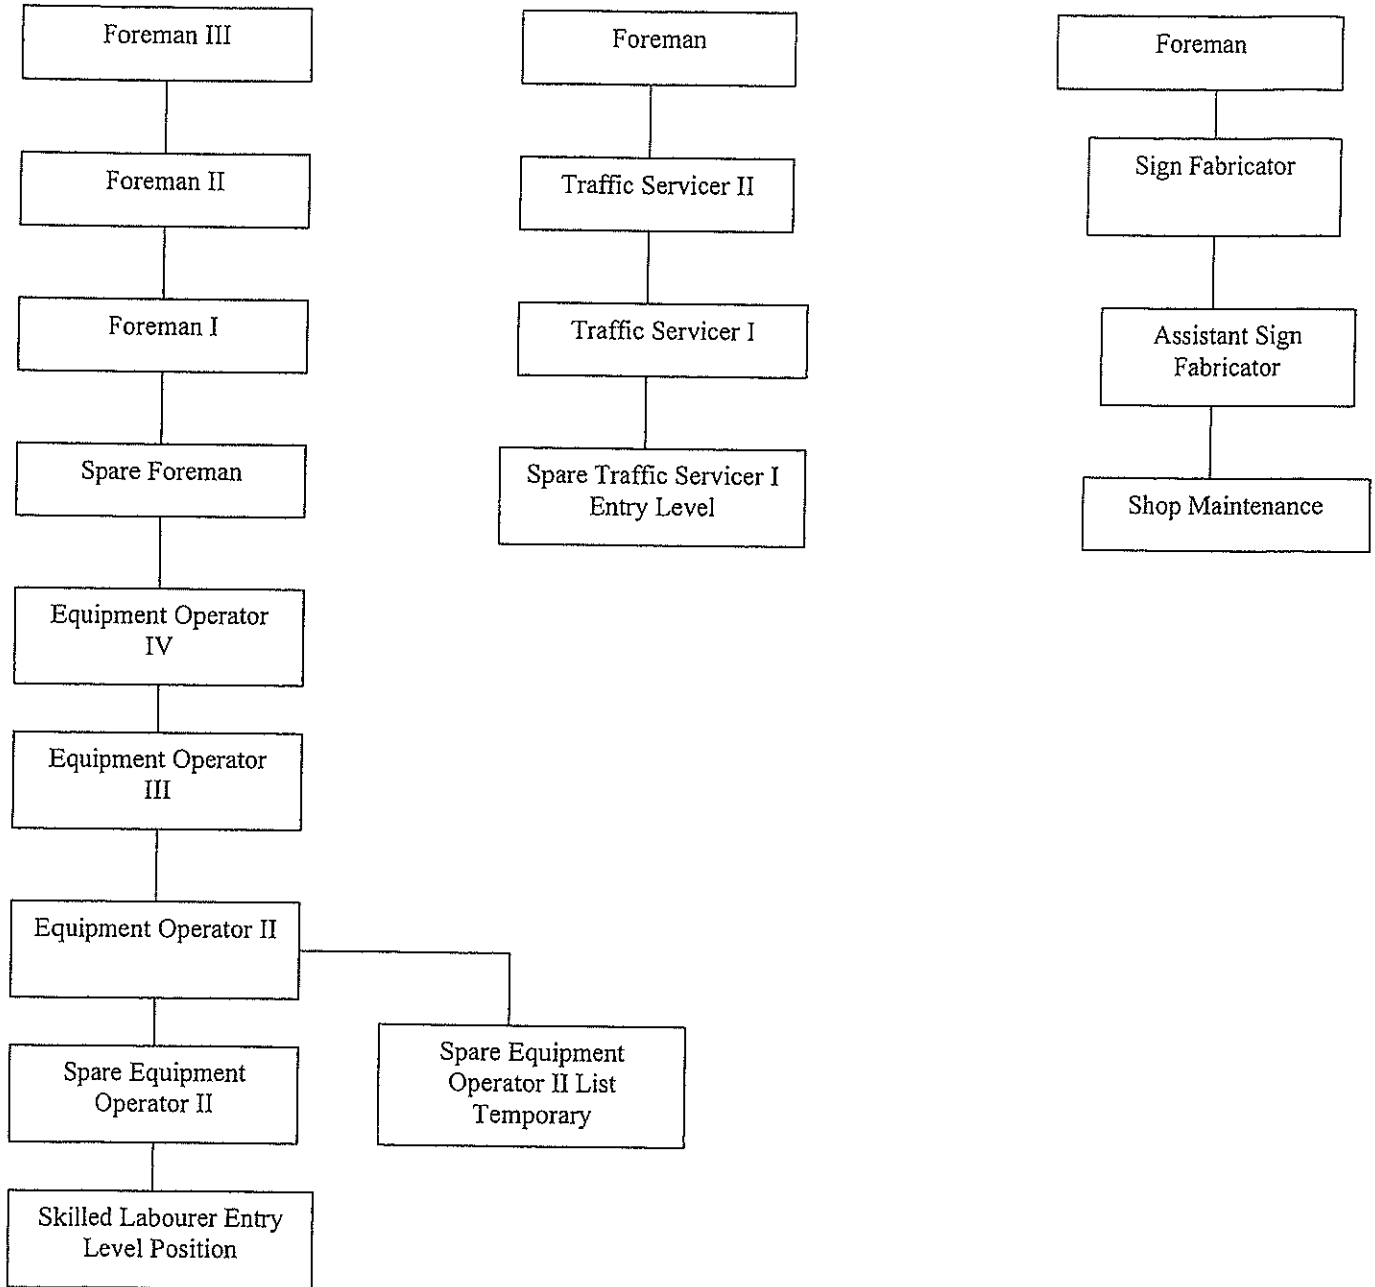 Foreman III
Foreman II
Foreman I
Spare Foreman
Equipment Operator
IV
Equipment Operator
III
Equipment Operator II
Spare Equipment
Operator II
Skilled Labourer Entry
Level Position
Spare Equipment
Operator II List
Temporary
Foreman
Traffic Servicer II
Traffic Servicer I
Spare Traffic Servicer I
Entry Level
Foreman
Sign Fabricator
Assistant Sign
Fabricator
Shop Maintenance